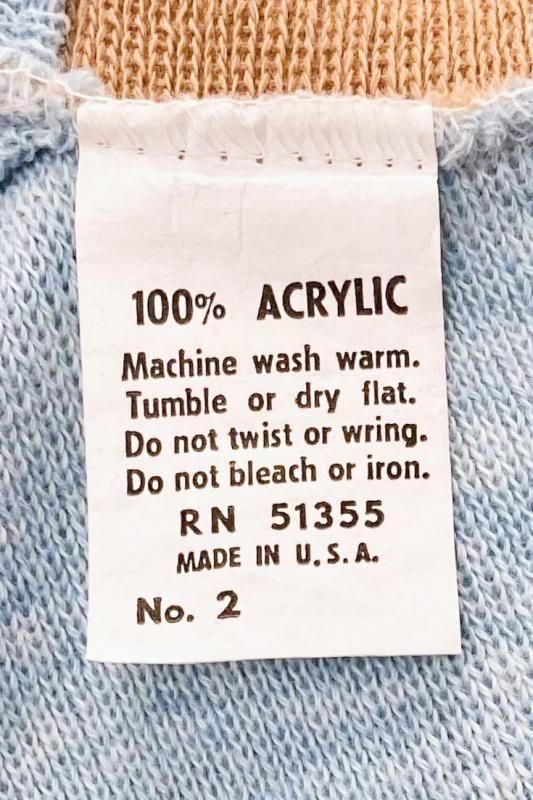 100% ACRYLIC
Machine wash warm.
Tumble or dry flat.
Do not twist or wring.
Do not bleach or iron.
RN 51355
MADE IN U.S.A.
No. 2